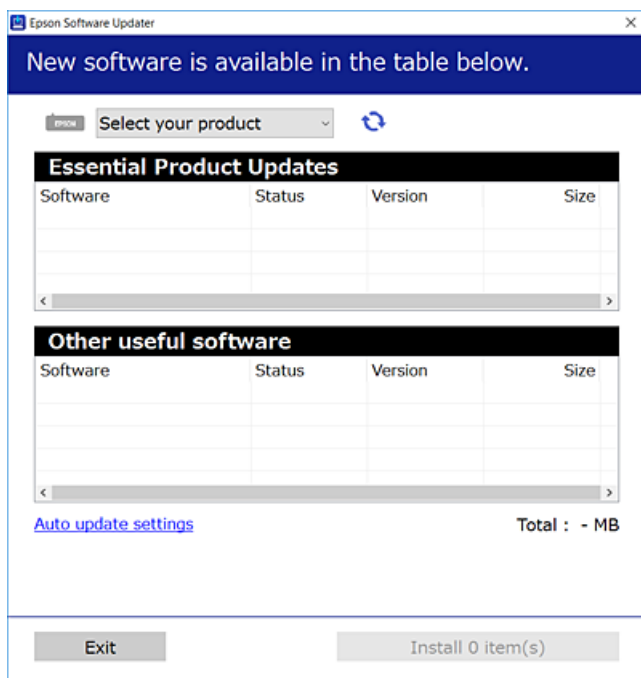 Epson Software Updater
New software is available in the table below.
EPSON Select your product
Essential Product Updates
Software Status Version Size
Other useful software
Software Status Version Size
Auto update settings Total : - MB
Exit Install 0 item(s)